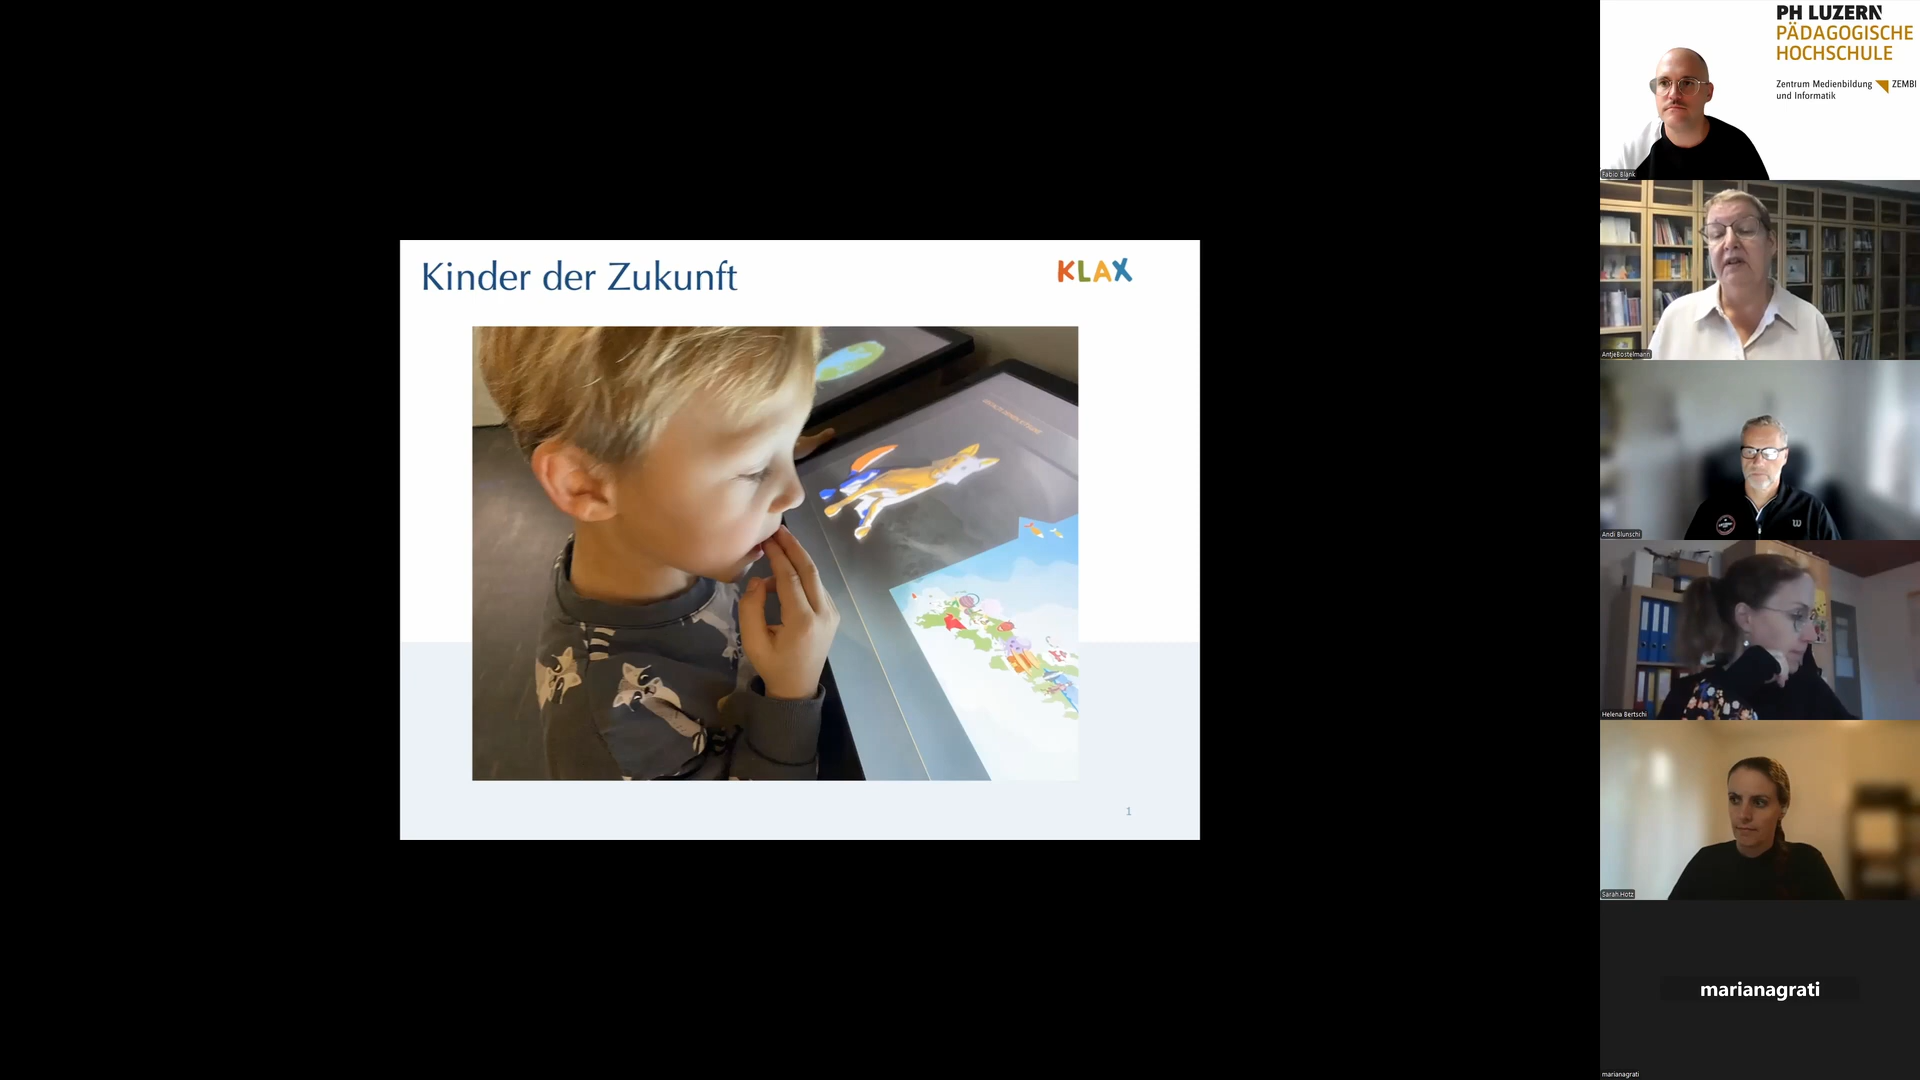 Kinder der Zukunft
KLAX
1
PH LUZERN
PÄDAGOGISCHE
HOCHSCHULE
Zentrum Medienbildung ZEMBI
und Informatik
Fabio Blank
AntjeBostelmann
Andi Blunschi
Helena Bertschi
Sarah Hotz
marianagrati
marianagrati